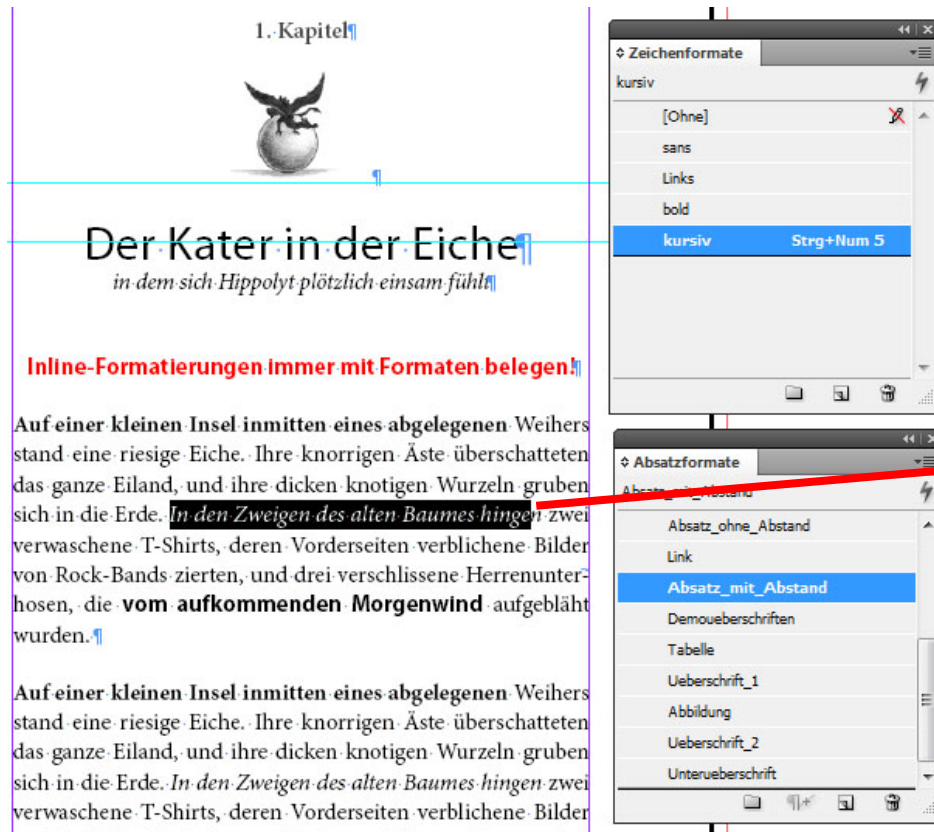 1. Kapitel¶
¶
Der Kater in der Eiche¶
in dem sich Hippolyt plötzlich einsam fühlt¶
Inline-Formatierungen immer mit Formaten belegen!¶
Auf einer kleinen Insel inmitten eines abgelegenen Weihers
stand eine riesige Eiche. Ihre knorrigen Äste überschatteten
das ganze Eiland, und ihre dicken knotigen Wurzeln gruben
sich in die Erde. In den Zweigen des alten Baumes hingen zwei
verwaschene T-Shirts, deren Vorderseiten verblichene Bilder
von Rock-Bands zierten, und drei verschlissene Herrenunter-
hosen, die vom aufkommenden Morgenwind aufgebläht
wurden.¶
Auf einer kleinen Insel inmitten eines abgelegenen Weihers
stand eine riesige Eiche. Ihre knorrigen Äste überschatteten
das ganze Eiland, und ihre dicken knotigen Wurzeln gruben
sich in die Erde. In den Zweigen des alten Baumes hingen zwei
verwaschene T-Shirts, deren Vorderseiten verblichene Bilder
Zeichenformate
kursiv
[Ohne]
sans
Links
bold
kursiv Strg+Num 5
Absatzformate
Absatz_mit_Abstand
Absatz_ohne_Abstand
Link
Absatz_mit_Abstand
Demoueberschriften
Tabelle
Ueberschrift_1
Abbildung
Ueberschrift_2
Unterueberschrift